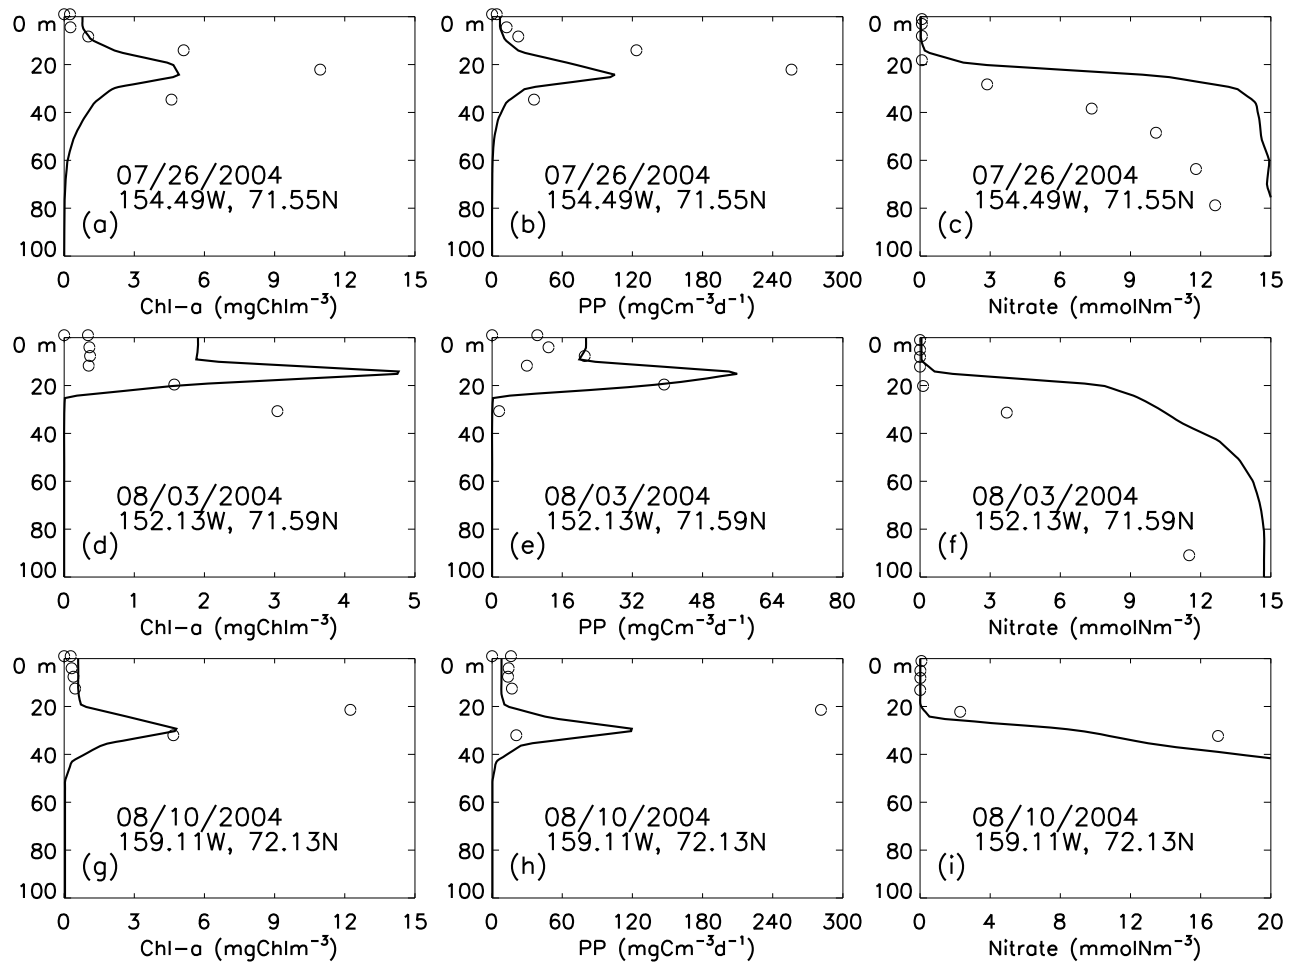 0 m
20
40
60
80
100
07/26/2004
154.49W, 71.55N
(a)
0 3 6 9 12 15
Chl-a (mgChlm⁻³)
0 m
20
40
60
80
100
07/26/2004
154.49W, 71.55N
(b)
0 60 120 180 240 300
PP (mgCm⁻³d⁻¹)
0 m
20
40
60
80
100
07/26/2004
154.49W, 71.55N
(c)
0 3 6 9 12 15
Nitrate (mmolNm⁻³)
0 m
20
40
60
80
100
08/03/2004
152.13W, 71.59N
(d)
0 1 2 3 4 5
Chl-a (mgChlm⁻³)
0 m
20
40
60
80
100
08/03/2004
152.13W, 71.59N
(e)
0 16 32 48 64 80
PP (mgCm⁻³d⁻¹)
0 m
20
40
60
80
100
08/03/2004
152.13W, 71.59N
(f)
0 3 6 9 12 15
Nitrate (mmolNm⁻³)
0 m
20
40
60
80
100
08/10/2004
159.11W, 72.13N
(g)
0 3 6 9 12 15
Chl-a (mgChlm⁻³)
0 m
20
40
60
80
100
08/10/2004
159.11W, 72.13N
(h)
0 60 120 180 240 300
PP (mgCm⁻³d⁻¹)
0 m
20
40
60
80
100
08/10/2004
159.11W, 72.13N
(i)
0 4 8 12 16 20
Nitrate (mmolNm⁻³)